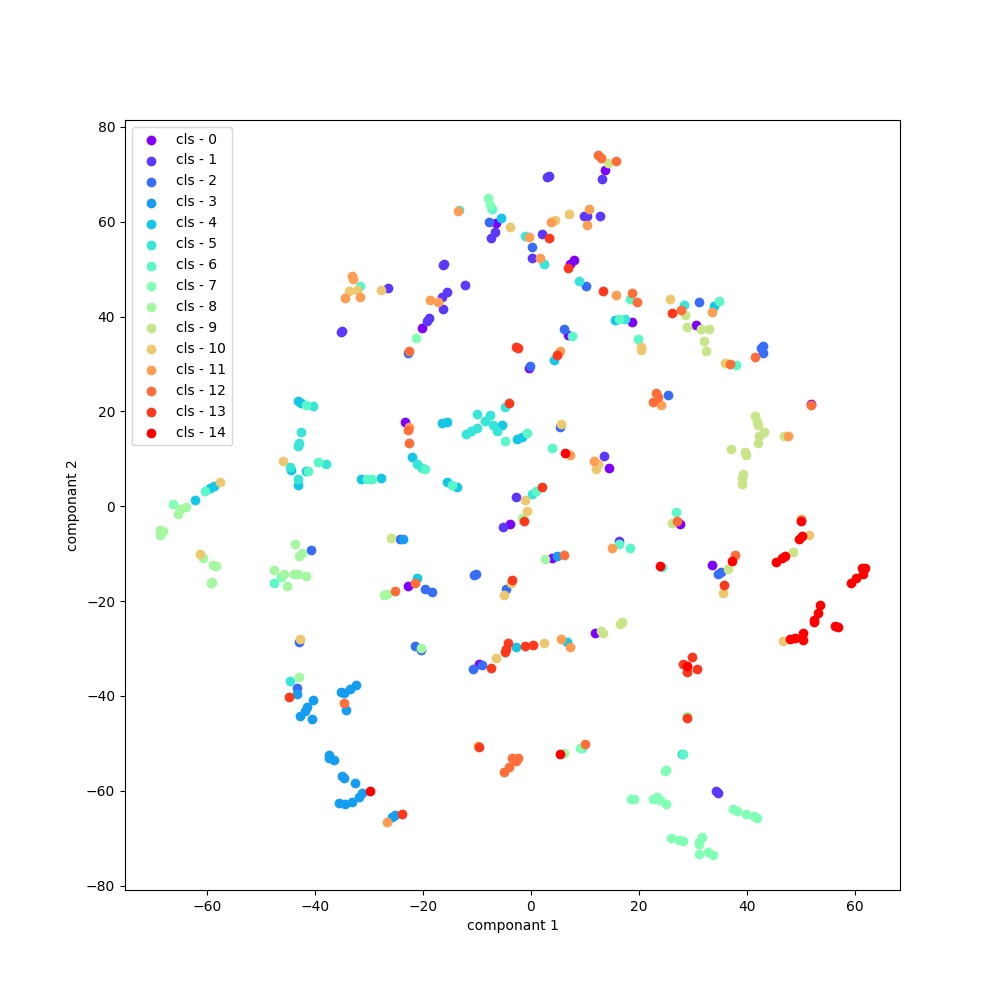 80
60
40
20
0
−20
−40
−60
−80
componant 2
cls - 0
cls - 1
cls - 2
cls - 3
cls - 4
cls - 5
cls - 6
cls - 7
cls - 8
cls - 9
cls - 10
cls - 11
cls - 12
cls - 13
cls - 14
−60 −40 −20 0 20 40 60
componant 1